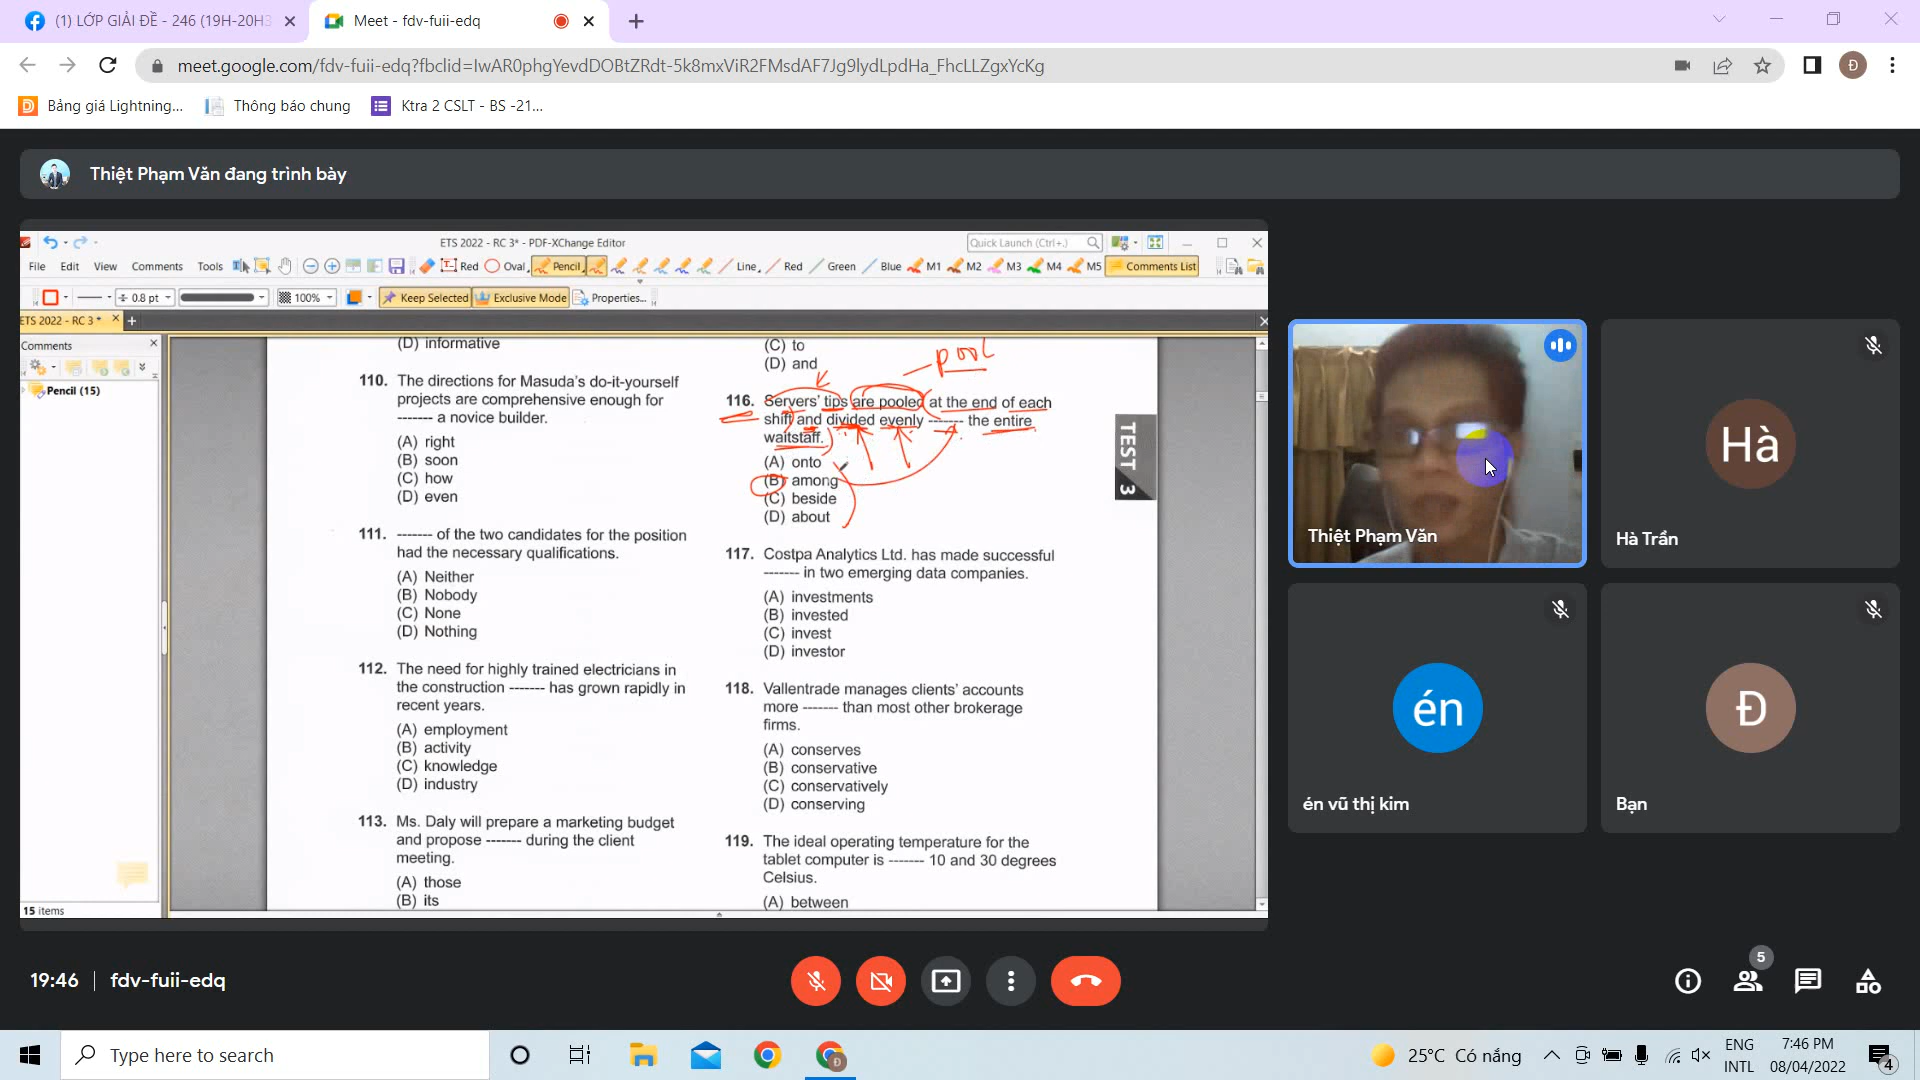 (1) LỚP GIẢI ĐỀ - 246 (19H-20H3
Meet - fdv-fuii-edq
meet.google.com/fdv-fuii-edq?fbclid=IwAR0phgYevdDOBtZRdt-5k8mxViR2FMsdAF7Jg9lydLpdHa_FhcLLZgxYcKg
Đ
Bảng giá Lightning...
Thông báo chung
Ktra 2 CSLT - BS -21...
Thiệt Phạm Văn đang trình bày
ETS 2022 - RC 3* - PDF-XChange Editor
Quick Launch (Ctrl+.)
File Edit View Comments Tools Red Oval Pencil Line Red Green Blue M1 M2 M3 M4 M5 Comments List
0.8 pt 100% Keep Selected Exclusive Mode Properties...
ETS 2022 - RC 3 *
Comments
Pencil (15)
15 items
(D) informative
110. The directions for Masuda's do-it-yourself
projects are comprehensive enough for
------- a novice builder.
(A) right
(B) soon
(C) how
(D) even
111. ------- of the two candidates for the position
had the necessary qualifications.
(A) Neither
(B) Nobody
(C) None
(D) Nothing
112. The need for highly trained electricians in
the construction ------- has grown rapidly in
recent years.
(A) employment
(B) activity
(C) knowledge
(D) industry
113. Ms. Daly will prepare a marketing budget
and propose ------- during the client
meeting.
(A) those
(B) its
(C) to
(D) and
pool
116. Servers' tips are pooled at the end of each
shift and divided evenly ------- the entire
waitstaff.
(A) onto
(B) among
(C) beside
(D) about
117. Costpa Analytics Ltd. has made successful
------- in two emerging data companies.
(A) investments
(B) invested
(C) invest
(D) investor
118. Vallentrade manages clients' accounts
more ------- than most other brokerage
firms.
(A) conserves
(B) conservative
(C) conservatively
(D) conserving
119. The ideal operating temperature for the
tablet computer is ------- 10 and 30 degrees
Celsius.
(A) between
TEST 3
Thiệt Phạm Văn
Hà
Hà Trần
én
én vũ thị kim
Đ
Bạn
19:46 | fdv-fuii-edq
5
Type here to search
Đ
25°C Có nắng
ENG
INTL
7:46 PM
08/04/2022
4